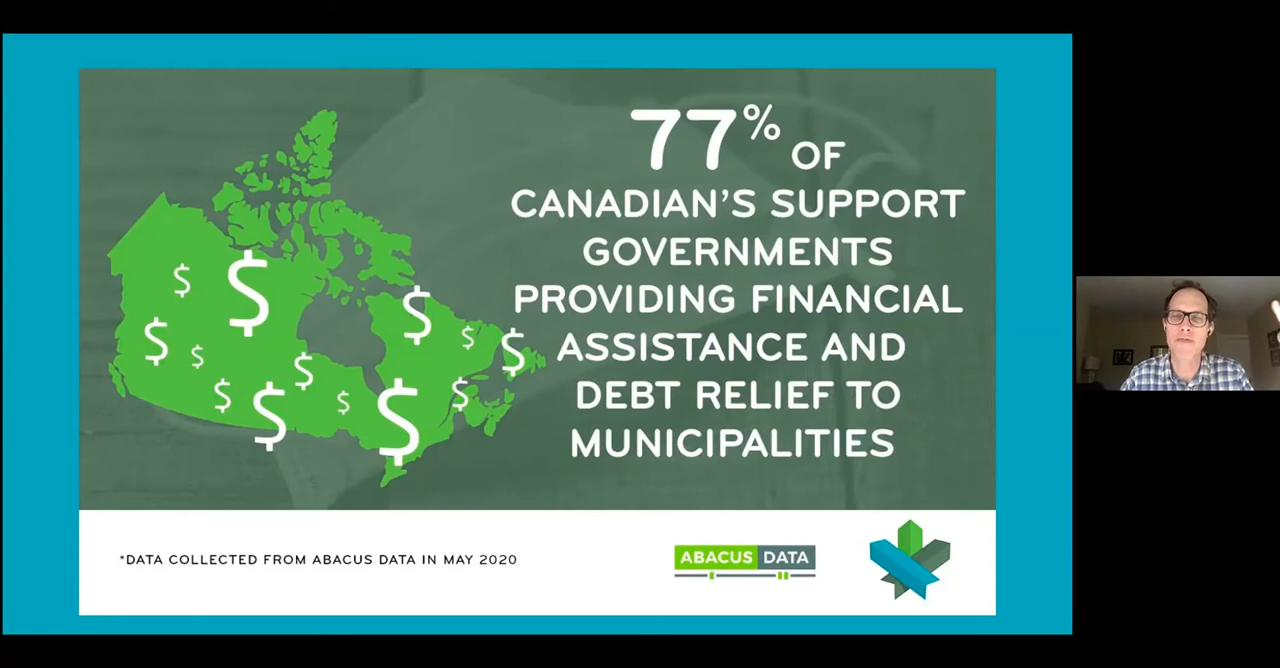 77% OF
CANADIAN'S SUPPORT
GOVERNMENTS
PROVIDING FINANCIAL
ASSISTANCE AND
DEBT RELIEF TO
MUNICIPALITIES
$ $ $ $ $ $ $ $ $ $ $ $ $
*DATA COLLECTED FROM ABACUS DATA IN MAY 2020
ABACUS DATA